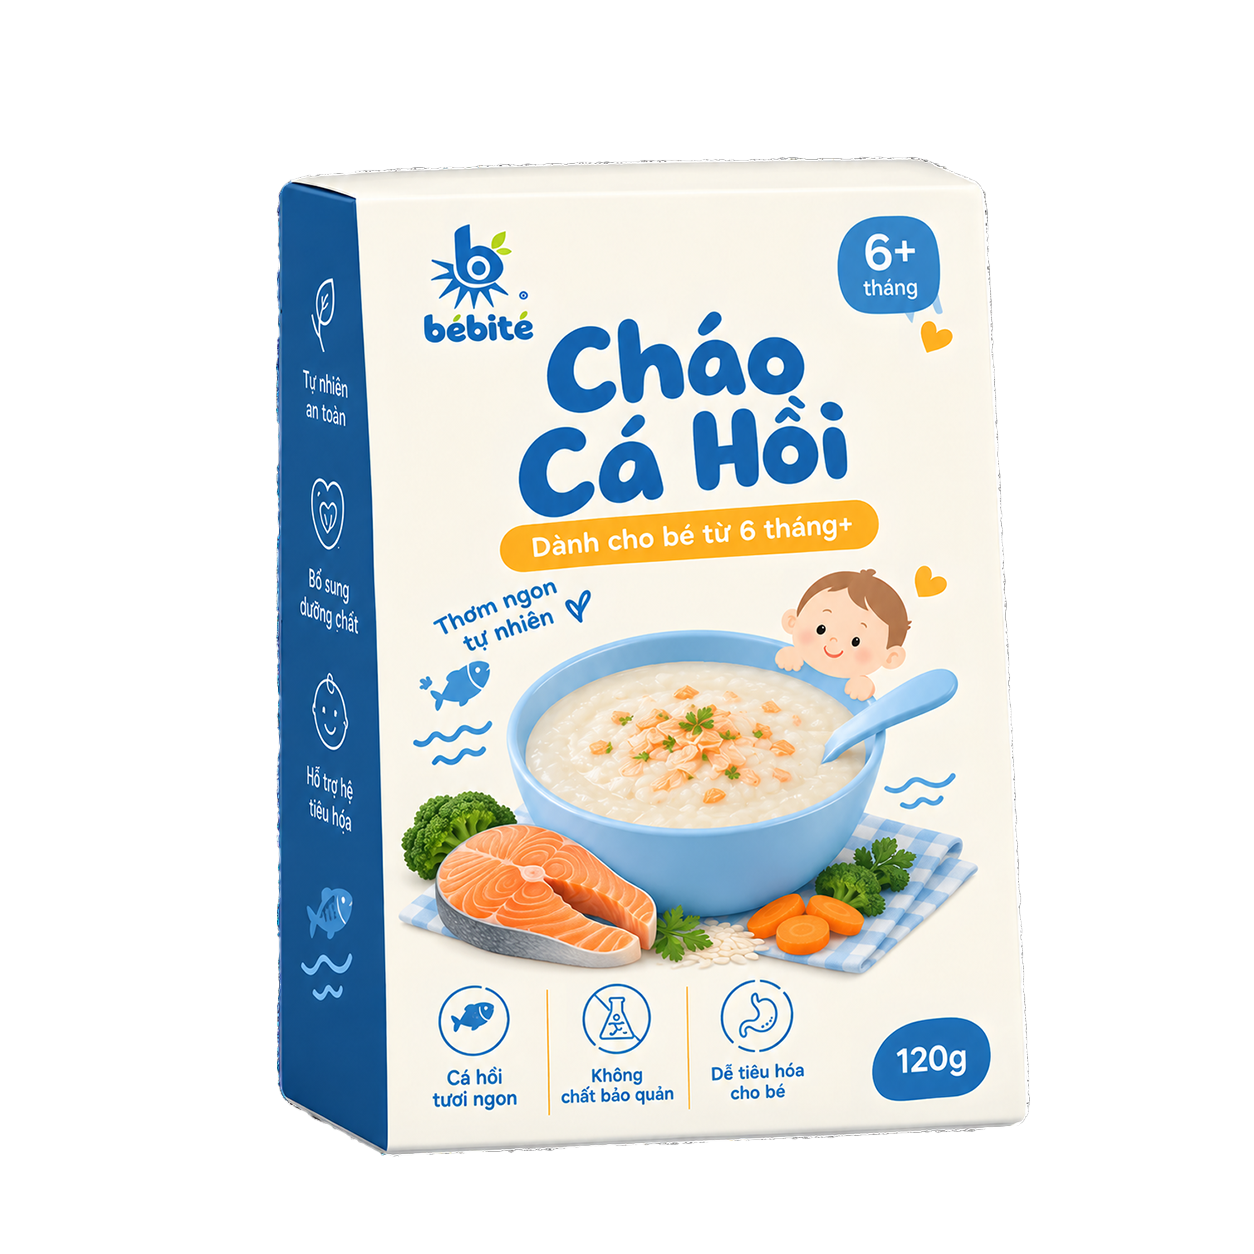 bébité
6+
tháng
Cháo
Cá Hồi
Dành cho bé từ 6 tháng+
Thơm ngon
tự nhiên
Tự nhiên
an toàn
Bổ sung
dưỡng chất
Hỗ trợ hệ
tiêu hóa
Cá hồi
tươi ngon
Không
chất bảo quản
Dễ tiêu hóa
cho bé
120g